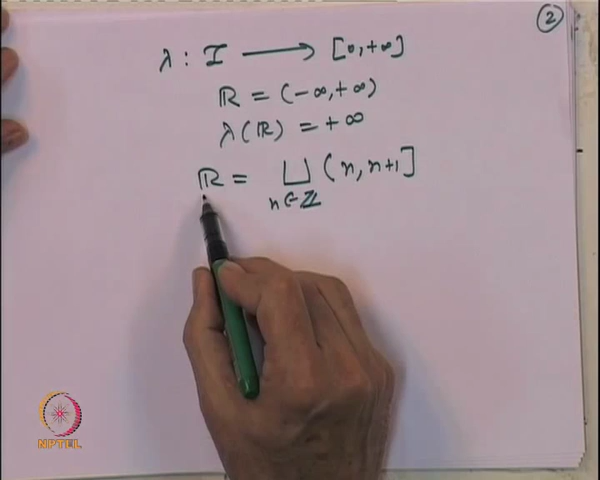 2
λ : I ⟶ [0, +∞]
ℝ = (-∞, +∞)
λ(ℝ) = +∞
ℝ = ⊔ (n, n+1]
n∈ℤ
NPTEL